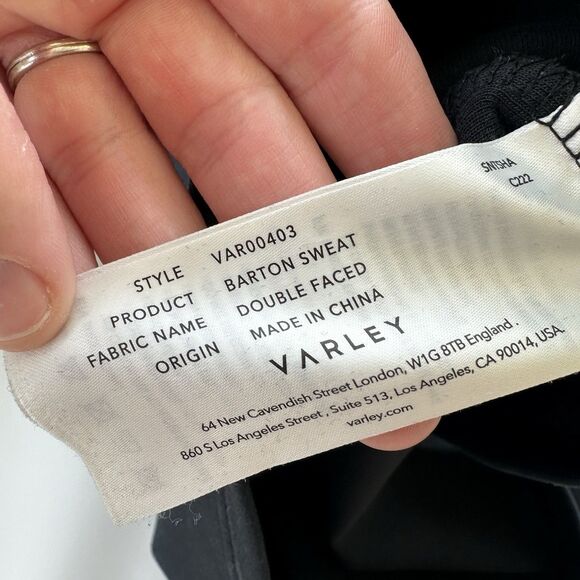 SNTSHA
C222
STYLE VAR00403
PRODUCT BARTON SWEAT
FABRIC NAME DOUBLE FACED
ORIGIN MADE IN CHINA
VARLEY
64 New Cavendish Street London, W1G 8TB England.
860 S Los Angeles Street, Suite 513, Los Angeles, CA 90014, USA.
varley.com